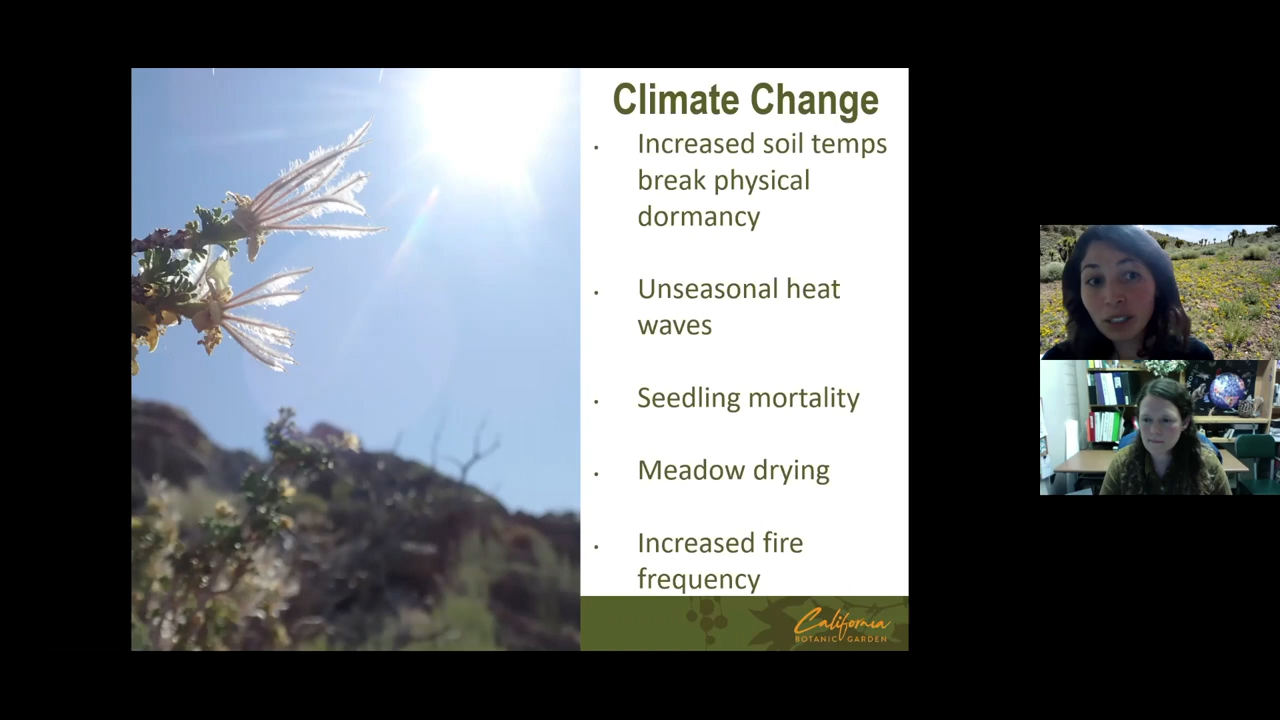 Climate Change
· Increased soil temps
break physical
dormancy
· Unseasonal heat
waves
· Seedling mortality
· Meadow drying
· Increased fire
frequency
California
BOTANIC GARDEN